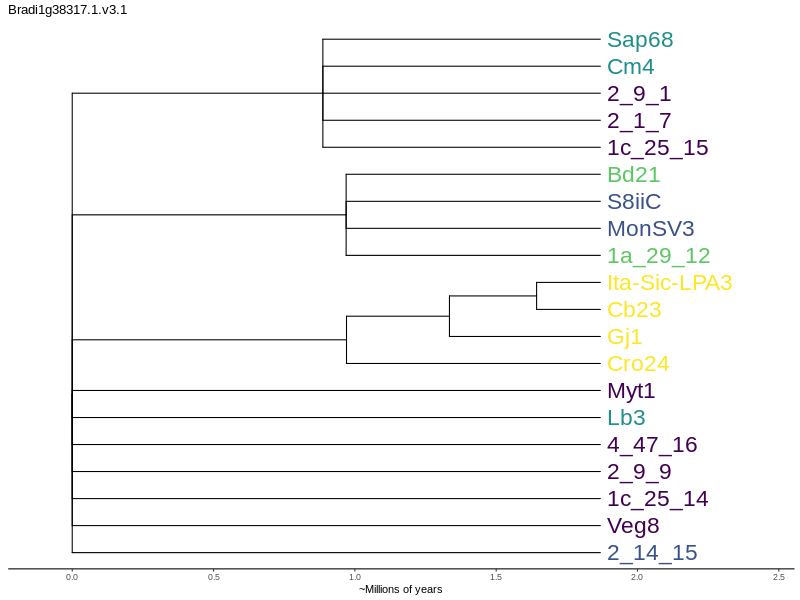 Bradi1g38317.1.v3.1
Sap68
Cm4
2_9_1
2_1_7
1c_25_15
Bd21
S8iiC
MonSV3
1a_29_12
Ita-Sic-LPA3
Cb23
Gj1
Cro24
Myt1
Lb3
4_47_16
2_9_9
1c_25_14
Veg8
2_14_15
0.0 0.5 1.0 1.5 2.0 2.5
~Millions of years